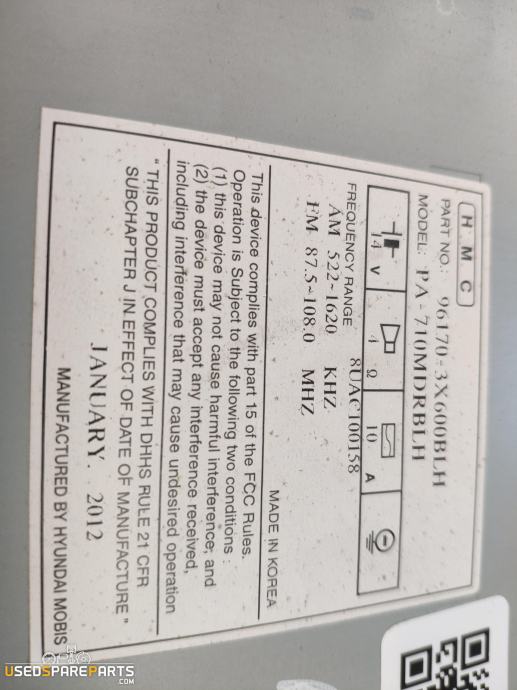 HMC
PART NO.: 96170-3X600BLH
MODEL: PA-710MDRBLH
14 V 4 Ω 10 A
FREQUENCY RANGE 8UAC100158
AM 522~1620 KHZ
FM 87.5~108.0 MHZ
MADE IN KOREA
This device complies with part 15 of the FCC Rules.
Operation is Subject to the following two conditions :
(1) this device may not cause harmful interference, and
(2) the device must accept any interference received,
including interference that may cause undesired operation
"THIS PRODUCT COMPLIES WITH DHHS RULE 21 CFR
SUBCHAPTER J IN EFFECT OF DATE OF MANUFACTURE"
JANUARY. 2012
MANUFACTURED BY HYUNDAI MOBIS
USEDSPAREPARTS
.COM